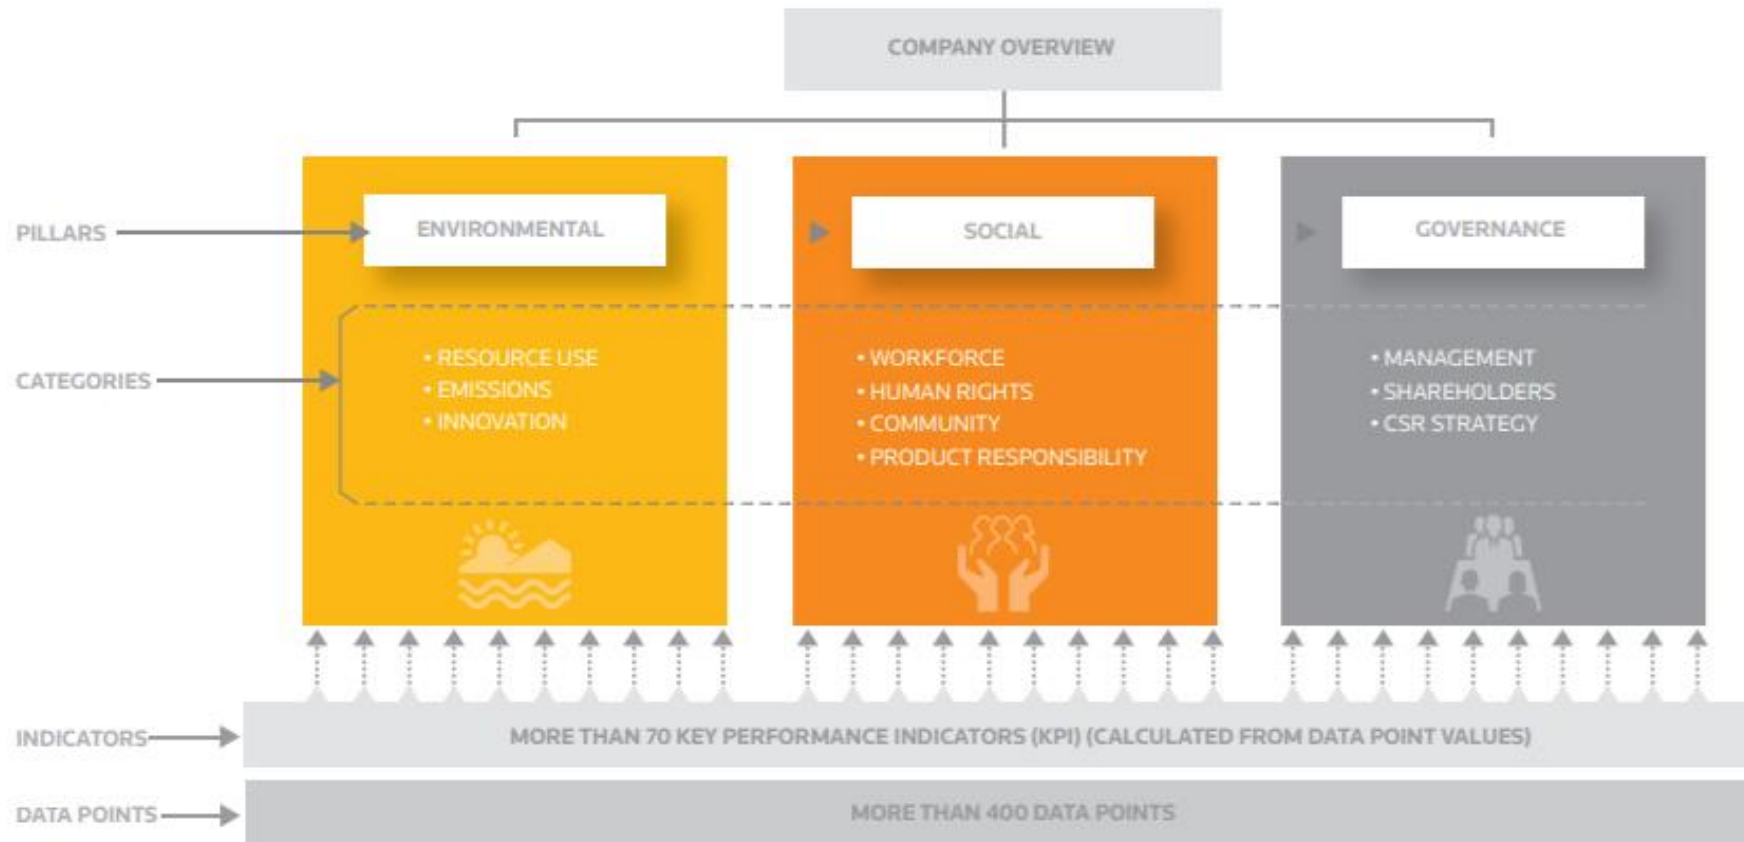 COMPANY OVERVIEW
PILLARS
ENVIRONMENTAL
SOCIAL
GOVERNANCE
CATEGORIES
• RESOURCE USE
• EMISSIONS
• INNOVATION
• WORKFORCE
• HUMAN RIGHTS
• COMMUNITY
• PRODUCT RESPONSIBILITY
• MANAGEMENT
• SHAREHOLDERS
• CSR STRATEGY
INDICATORS
MORE THAN 70 KEY PERFORMANCE INDICATORS (KPI) (CALCULATED FROM DATA POINT VALUES)
DATA POINTS
MORE THAN 400 DATA POINTS